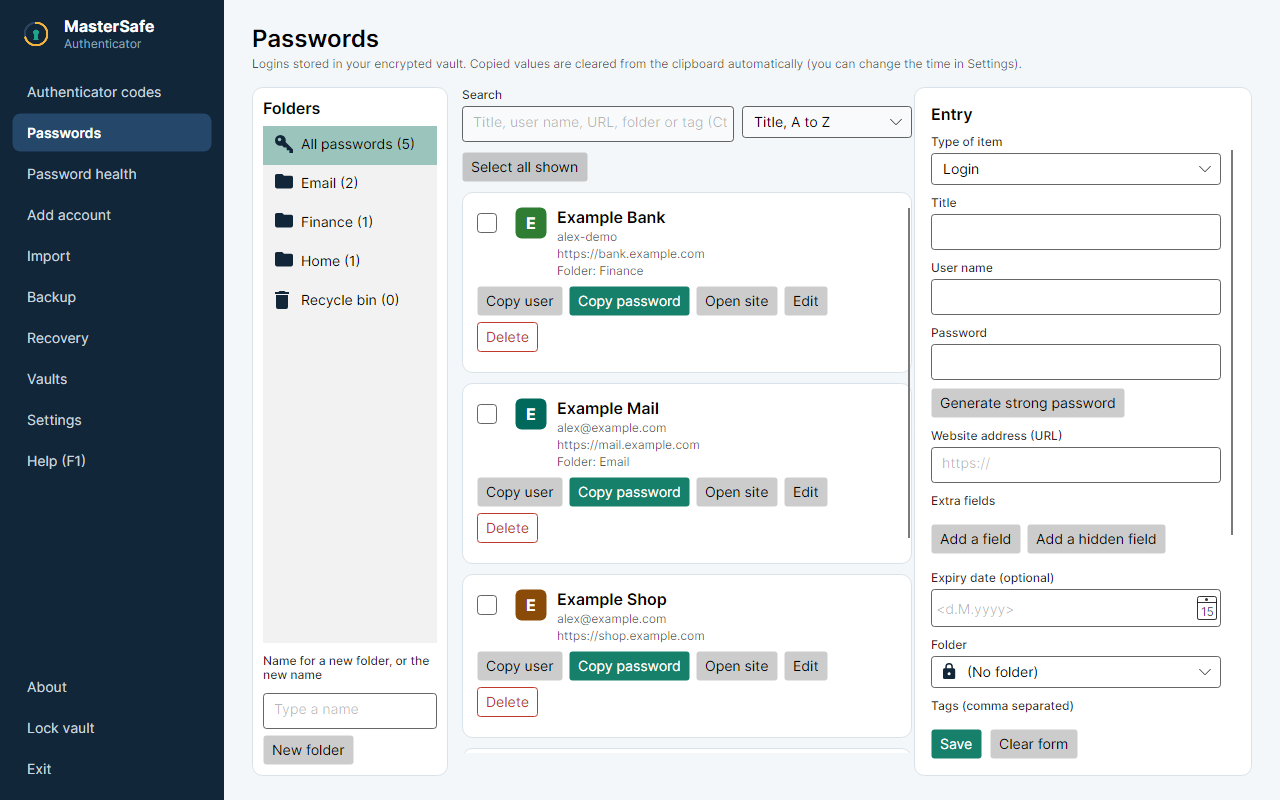 MasterSafe
Authenticator
Authenticator codes
Passwords
Password health
Add account
Import
Backup
Recovery
Vaults
Settings
Help (F1)
About
Lock vault
Exit
Passwords
Logins stored in your encrypted vault. Copied values are cleared from the clipboard automatically (you can change the time in Settings).
Folders
All passwords (5)
Email (2)
Finance (1)
Home (1)
Recycle bin (0)
Name for a new folder, or the
new name
Type a name
New folder
Search
Title, user name, URL, folder or tag (Ct
Title, A to Z
Select all shown
E
Example Bank
alex-demo
https://bank.example.com
Folder: Finance
Copy user
Copy password
Open site
Edit
Delete
E
Example Mail
alex@example.com
https://mail.example.com
Folder: Email
Copy user
Copy password
Open site
Edit
Delete
E
Example Shop
alex@example.com
https://shop.example.com
Copy user
Copy password
Open site
Edit
Delete
Entry
Type of item
Login
Title
User name
Password
Generate strong password
Website address (URL)
https://
Extra fields
Add a field
Add a hidden field
Expiry date (optional)
<d.M.yyyy>
15
Folder
(No folder)
Tags (comma separated)
Save
Clear form